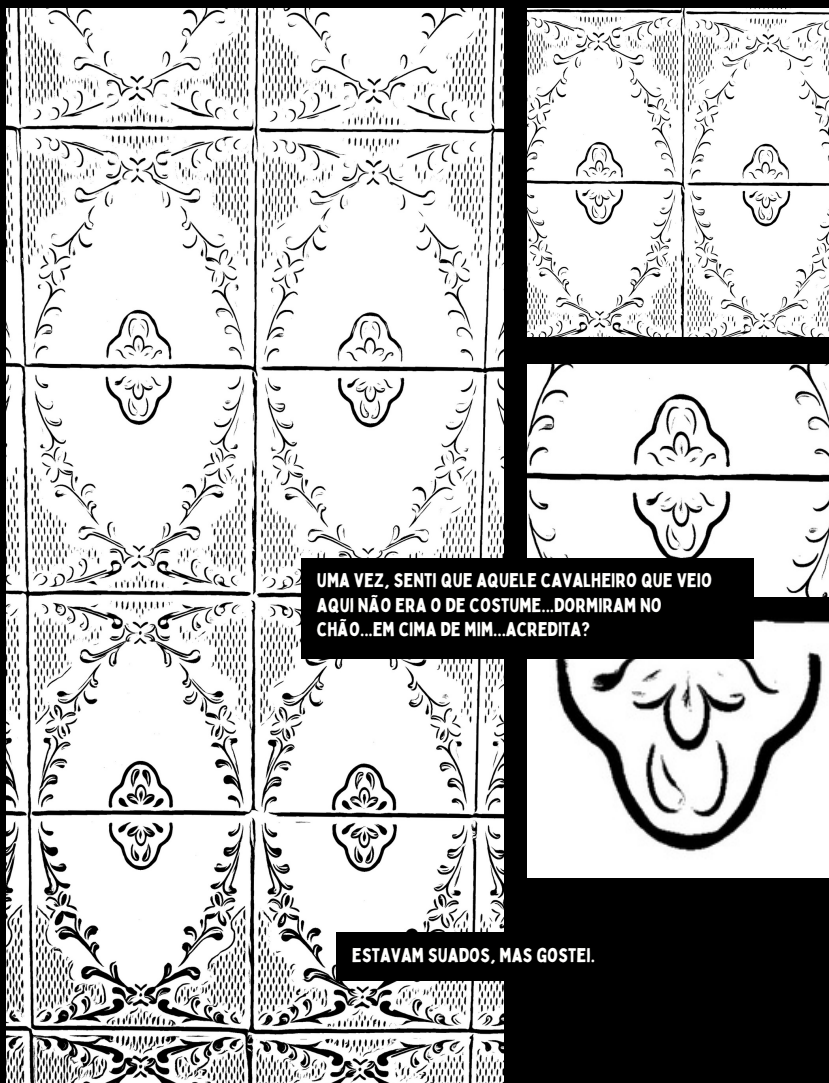 UMA VEZ, SENTI QUE AQUELE CAVALHEIRO QUE VEIO
AQUI NÃO ERA O DE COSTUME...DORMIRAM NO
CHÃO...EM CIMA DE MIM...ACREDITA?
ESTAVAM SUADOS, MAS GOSTEI.